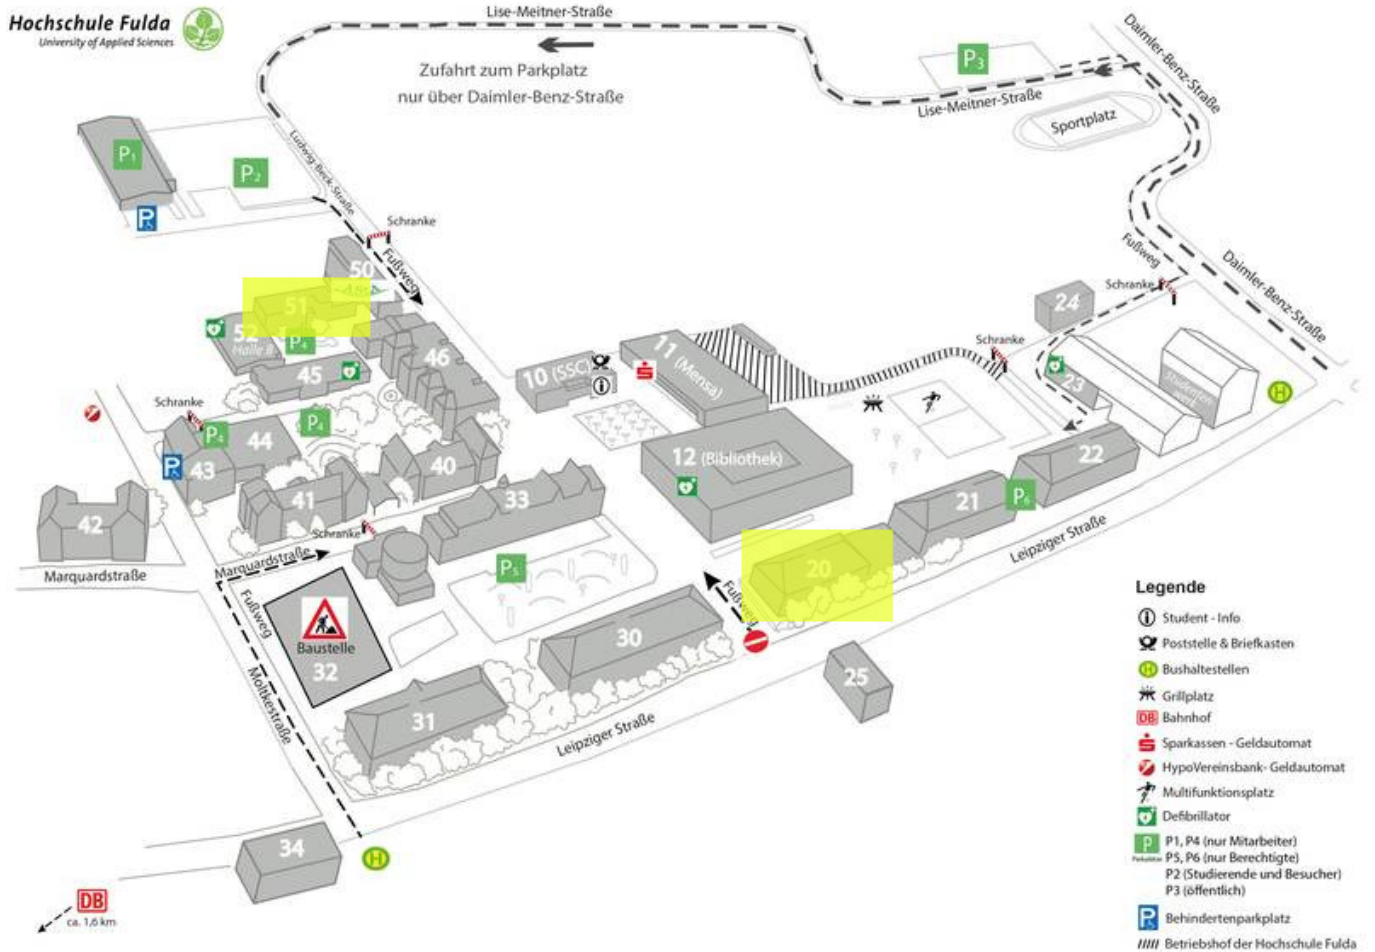 Hochschule Fulda
University of Applied Sciences
Lise-Meitner-Straße
Zufahrt zum Parkplatz
nur über Daimler-Benz-Straße
P3
Lise-Meitner-Straße
Daimler-Benz-Straße
Sportplatz
P1
P2
P
Ludwig-Beck-Straße
Schranke
Fußweg
50
51
52
Halle 8
P4
46
45
10 (SSC)
11 (Mensa)
Fußweg
Daimler-Benz-Straße
Schranke
24
Schranke
23
Studenten-
H
Schranke
P4
P4
44
43
P
40
41
42
33
12 (Bibliothek)
22
21
P6
20
Schranke
Marquardstraße
Marquardstraße
P5
Leipziger Straße
Fußweg
Fußweg
Baustelle
32
30
25
31
Moltkestraße
Leipziger Straße
34
H
DB
ca. 1,6 km
Legende
Student - Info
Poststelle & Briefkasten
H Bushaltestellen
Grillplatz
DB Bahnhof
Sparkassen - Geldautomat
HypoVereinsbank- Geldautomat
Multifunktionsplatz
Defibrillator
P P1, P4 (nur Mitarbeiter)
Parkplätze P5, P6 (nur Berechtigte)
P2 (Studierende und Besucher)
P3 (öffentlich)
P Behindertenparkplatz
Betriebshof der Hochschule Fulda